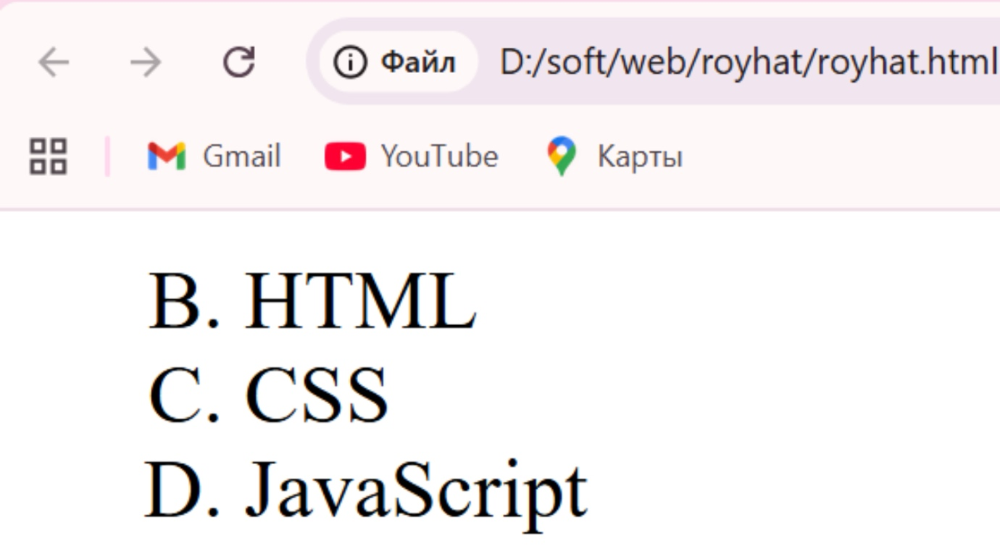 Файл D:/soft/web/royhat/royhat.html
Gmail YouTube Карты
B. HTML
C. CSS
D. JavaScript